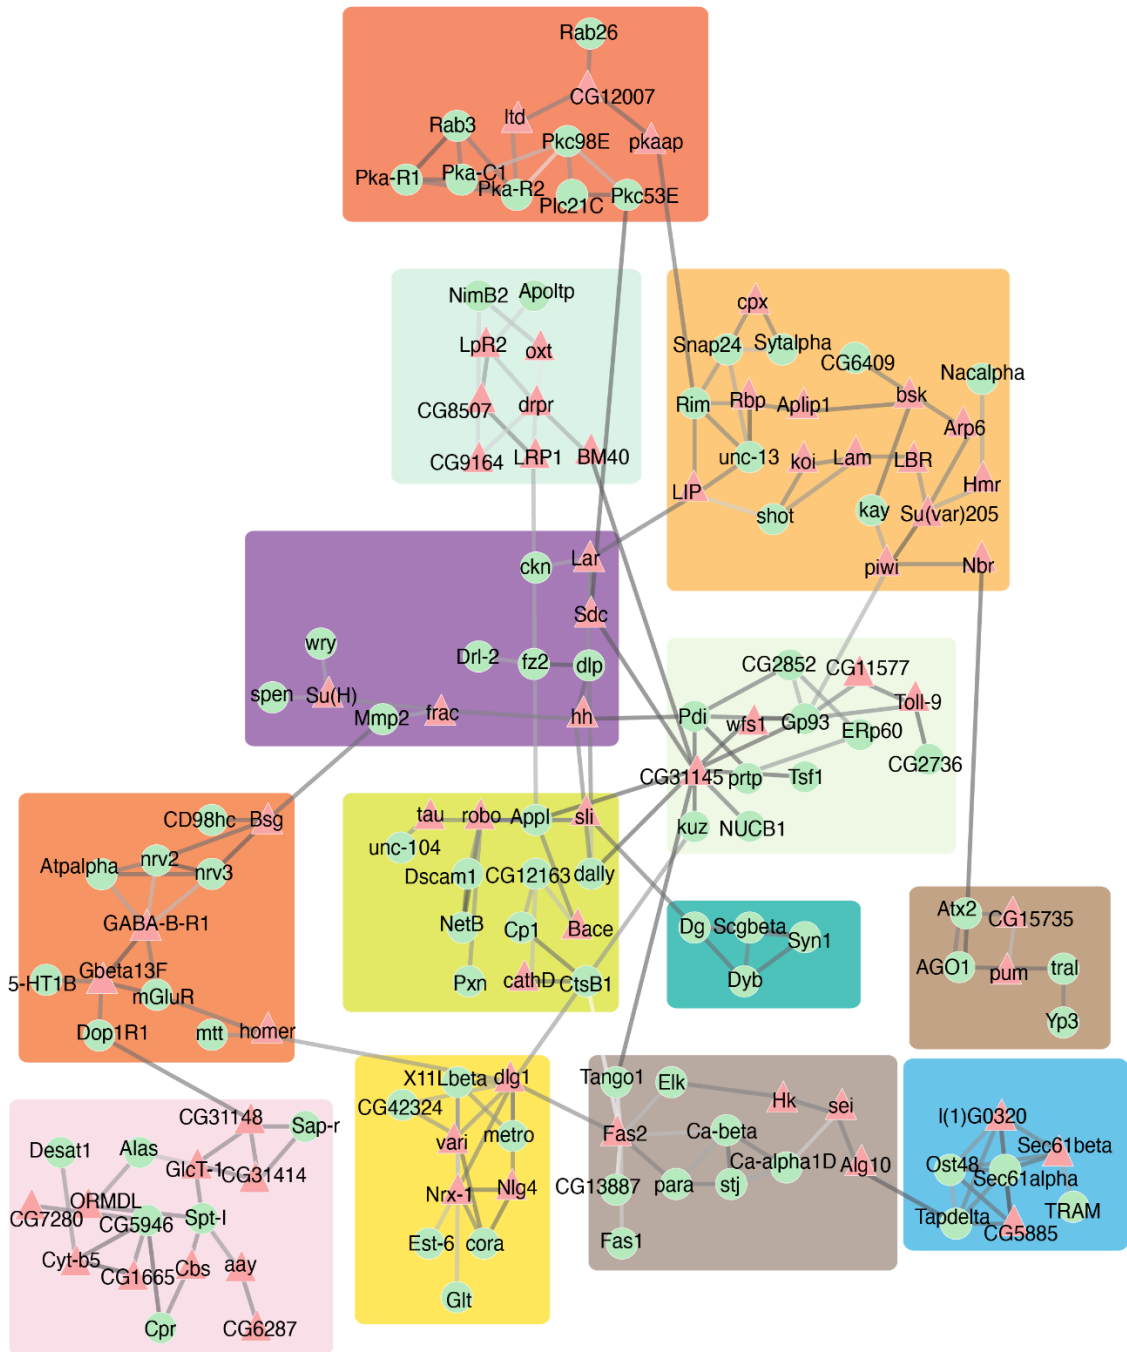 Rab26
CG12007
ltd
Rab3
Pkc98E
pkaap
Pka-R1
Pka-C1
Pka-R2
Plc21C
Pkc53E
NimB2
Apoltp
LpR2
oxt
CG8507
drpr
CG9164
LRP1
BM40
cpx
Snap24
Sytalpha
CG6409
Nacalpha
Rim
Rbp
Aplip1
bsk
Arp6
unc-13
koi
Lam
LBR
Hmr
LIP
shot
kay
Su(var)205
piwi
Nbr
ckn
Lar
Sdc
wry
Drl-2
fz2
dlp
spen
Su(H)
Mmp2
frac
hh
CG2852
CG11577
Pdi
wfs1
Gp93
Toll-9
ERp60
CG31145
prtp
Tsf1
CG2736
kuz
NUCB1
CD98hc
Bsg
Atpalpha
nrv2
nrv3
GABA-B-R1
Gbeta13F
5-HT1B
mGluR
Dop1R1
mtt
homer
tau
robo
Appl
sli
unc-104
Dscam1
CG12163
dally
NetB
Cp1
Bace
Pxn
cathD
CtsB1
Dg
Scgbeta
Syn1
Dyb
Atx2
CG15735
AGO1
pum
tral
Yp3
CG31148
Sap-r
Desat1
Alas
GlcT-1
CG31414
ORMDL
CG7280
CG5946
Spt-I
Cyt-b5
CG1665
Cbs
aay
Cpr
CG6287
X11Lbeta
dlg1
CG42324
vari
metro
Nrx-1
Nlg4
Est-6
cora
Glt
Tango1
Elk
Hk
sei
Fas2
Ca-beta
Ca-alpha1D
Alg10
CG13887
para
stj
Fas1
l(1)G0320
Sec61beta
Ost48
Sec61alpha
TRAM
Tapdelta
CG5885